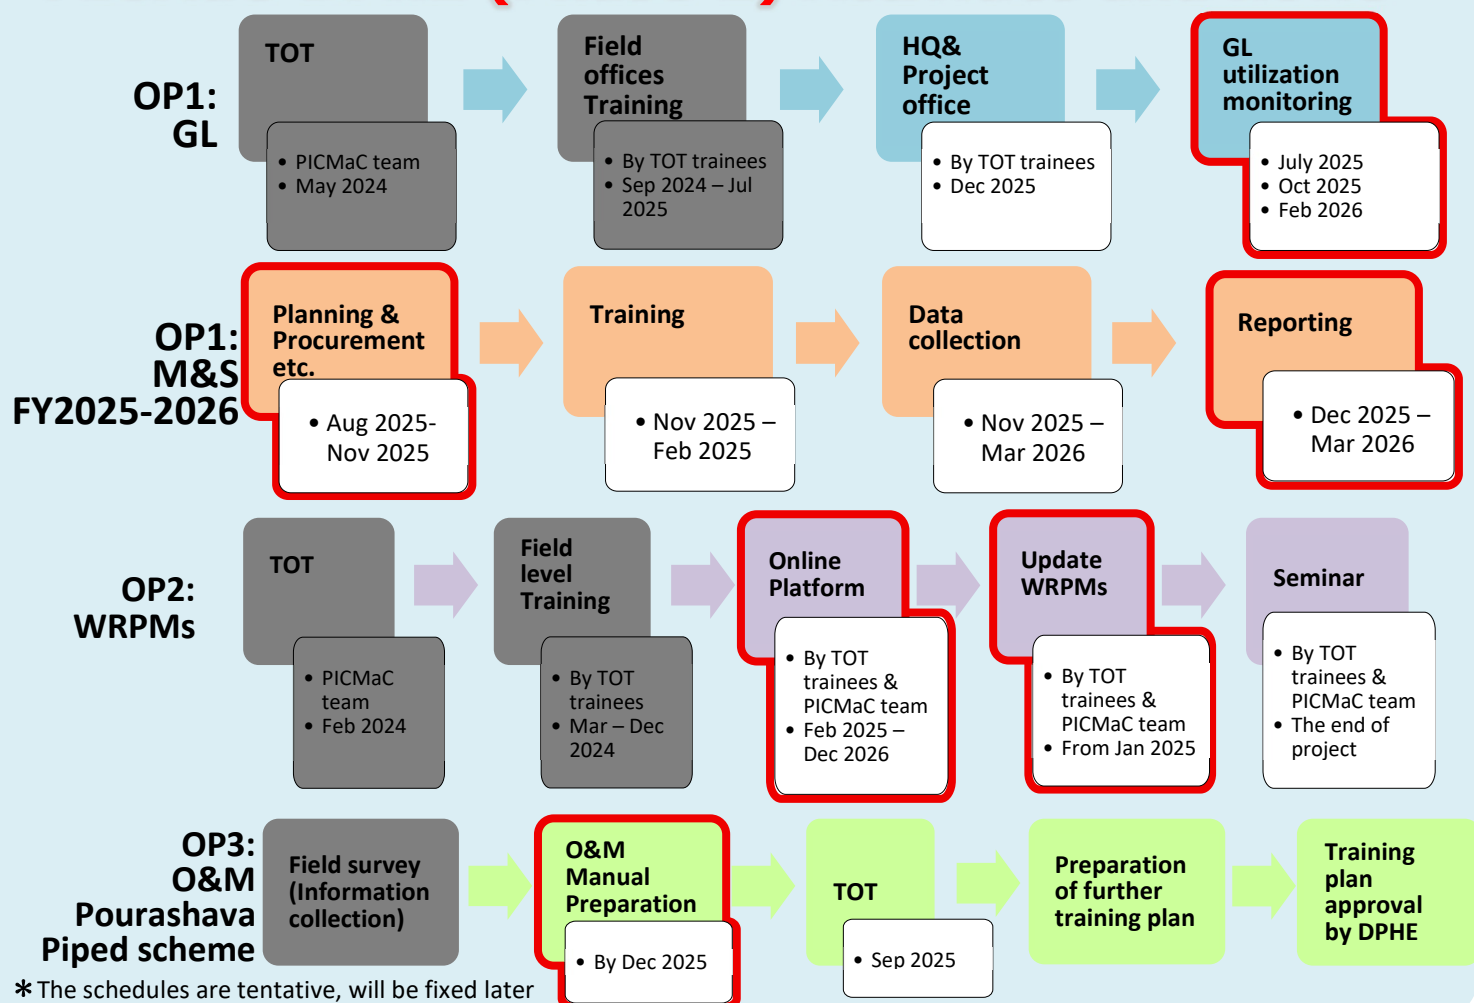 OP1:
GL
TOT
• PICMaC team
• May 2024
Field
offices
Training
• By TOT trainees
• Sep 2024 – Jul
2025
HQ&
Project
office
• By TOT trainees
• Dec 2025
GL
utilization
monitoring
• July 2025
• Oct 2025
• Feb 2026
OP1:
M&S
FY2025-2026
Planning &
Procurement
etc.
• Aug 2025-
Nov 2025
Training
• Nov 2025 –
Feb 2025
Data
collection
• Nov 2025 –
Mar 2026
Reporting
• Dec 2025 –
Mar 2026
OP2:
WRPMs
TOT
• PICMaC
team
• Feb 2024
Field
level
Training
• By TOT
trainees
• Mar – Dec
2024
Online
Platform
• By TOT
trainees &
PICMaC team
• Feb 2025 –
Dec 2026
Update
WRPMs
• By TOT
trainees &
PICMaC team
• From Jan 2025
Seminar
• By TOT
trainees &
PICMaC team
• The end of
project
OP3:
O&M
Pourashava
Piped scheme
Field survey
(Information
collection)
O&M
Manual
Preparation
• By Dec 2025
TOT
• Sep 2025
Preparation
of further
training plan
Training
plan
approval
by DPHE
* The schedules are tentative, will be fixed later